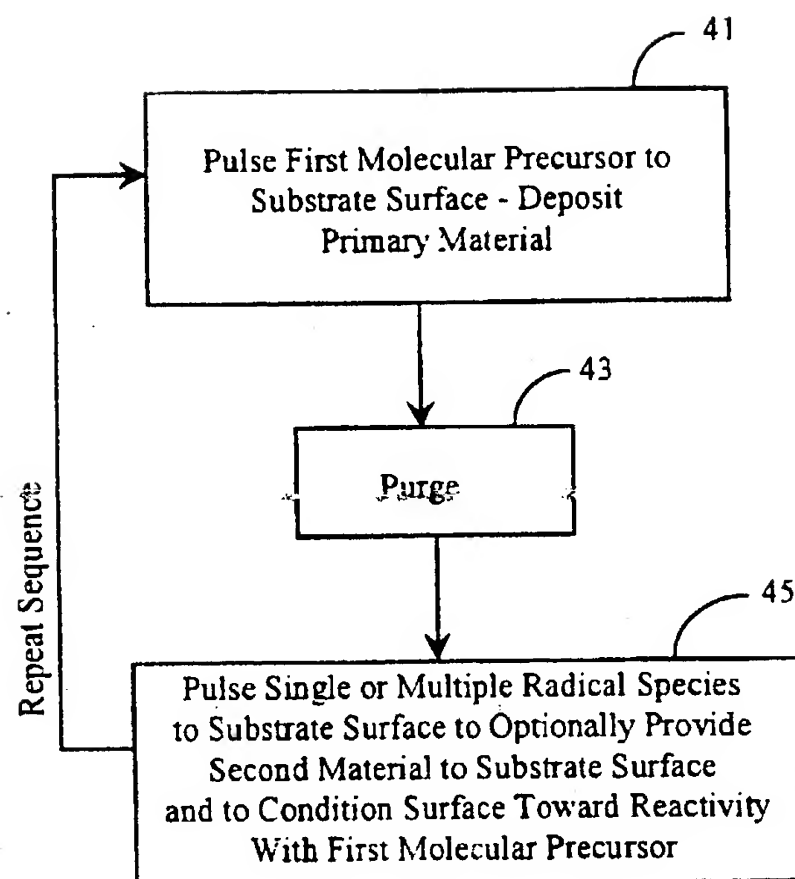 41
Pulse First Molecular Precursor to
Substrate Surface - Deposit
Primary Material
43
Purge
Repeat Sequence
45
Pulse Single or Multiple Radical Species
to Substrate Surface to Optionally Provide
Second Material to Substrate Surface
and to Condition Surface Toward Reactivity
With First Molecular Precursor